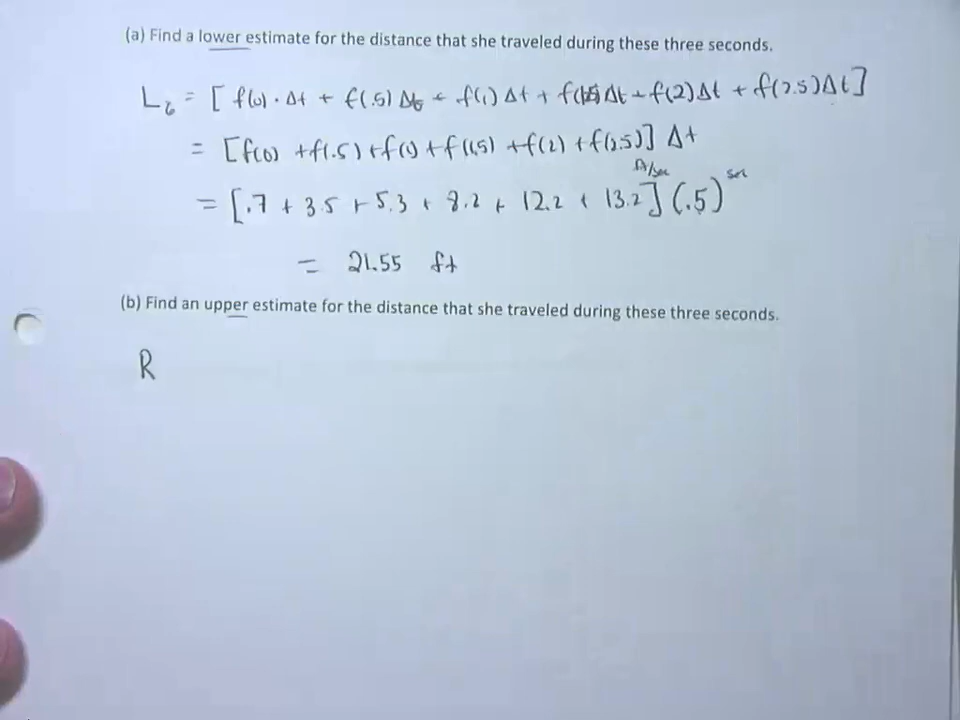 (a) Find a lower estimate for the distance that she traveled during these three seconds.
L₆ = [ f(0) · Δt + f(.5) Δt + f(1) Δt + f(1.5) Δt + f(2) Δt + f(2.5) Δt ]
= [f(0) + f(.5) + f(1) + f(1.5) + f(2) + f(2.5)] Δt
ft/sec sec
= [.7 + 3.5 + 5.3 + 8.2 + 12.2 + 13.2] (.5)
= 21.55 ft
(b) Find an upper estimate for the distance that she traveled during these three seconds.
R